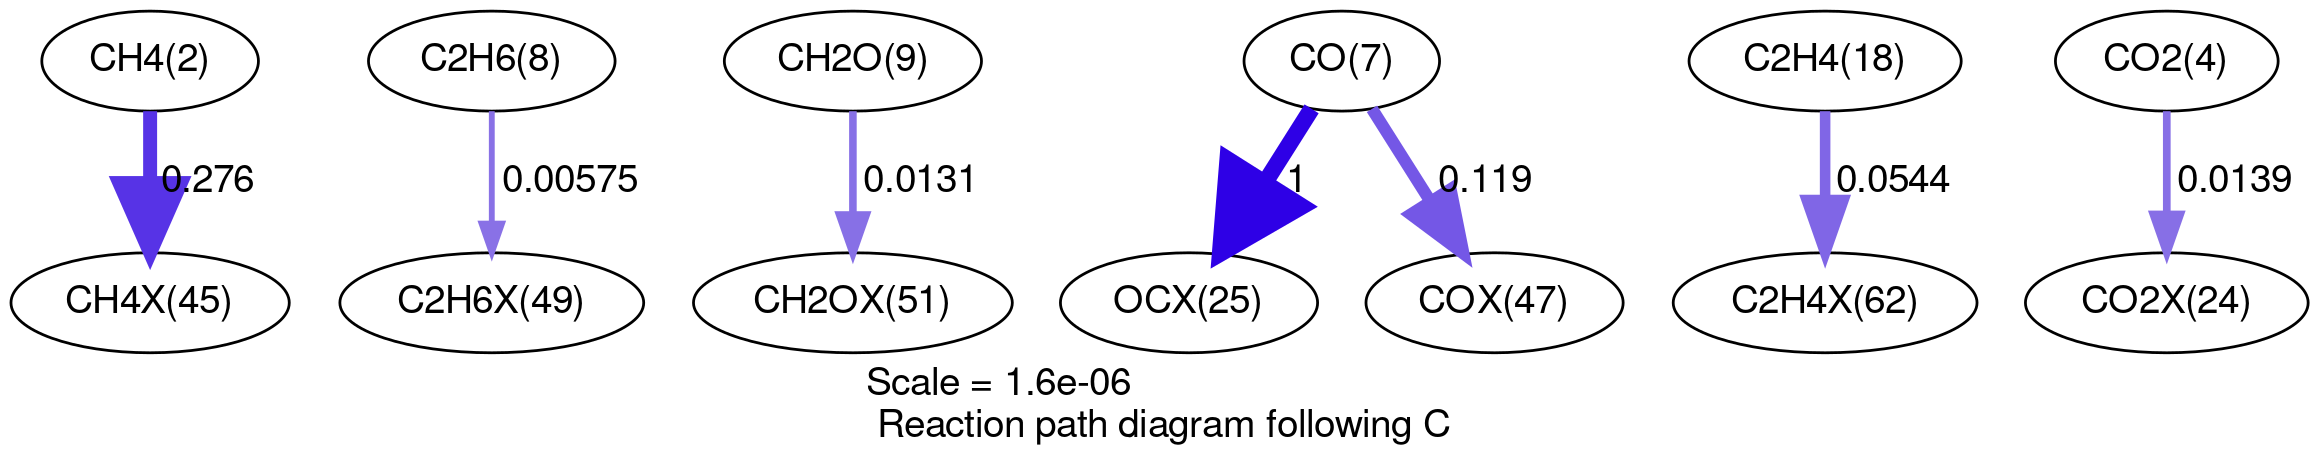 CH4(2) C2H6(8) CH2O(9) CO(7) C2H4(18) CO2(4)
0.276 0.00575 0.0131 1 0.119 0.0544 0.0139
CH4X(45) C2H6X(49) CH2OX(51) OCX(25) COX(47) C2H4X(62) CO2X(24)
Scale = 1.6e-06
Reaction path diagram following C